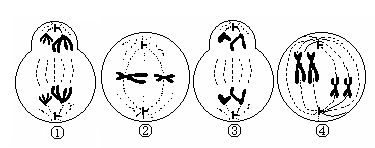 ① ② ③ ④